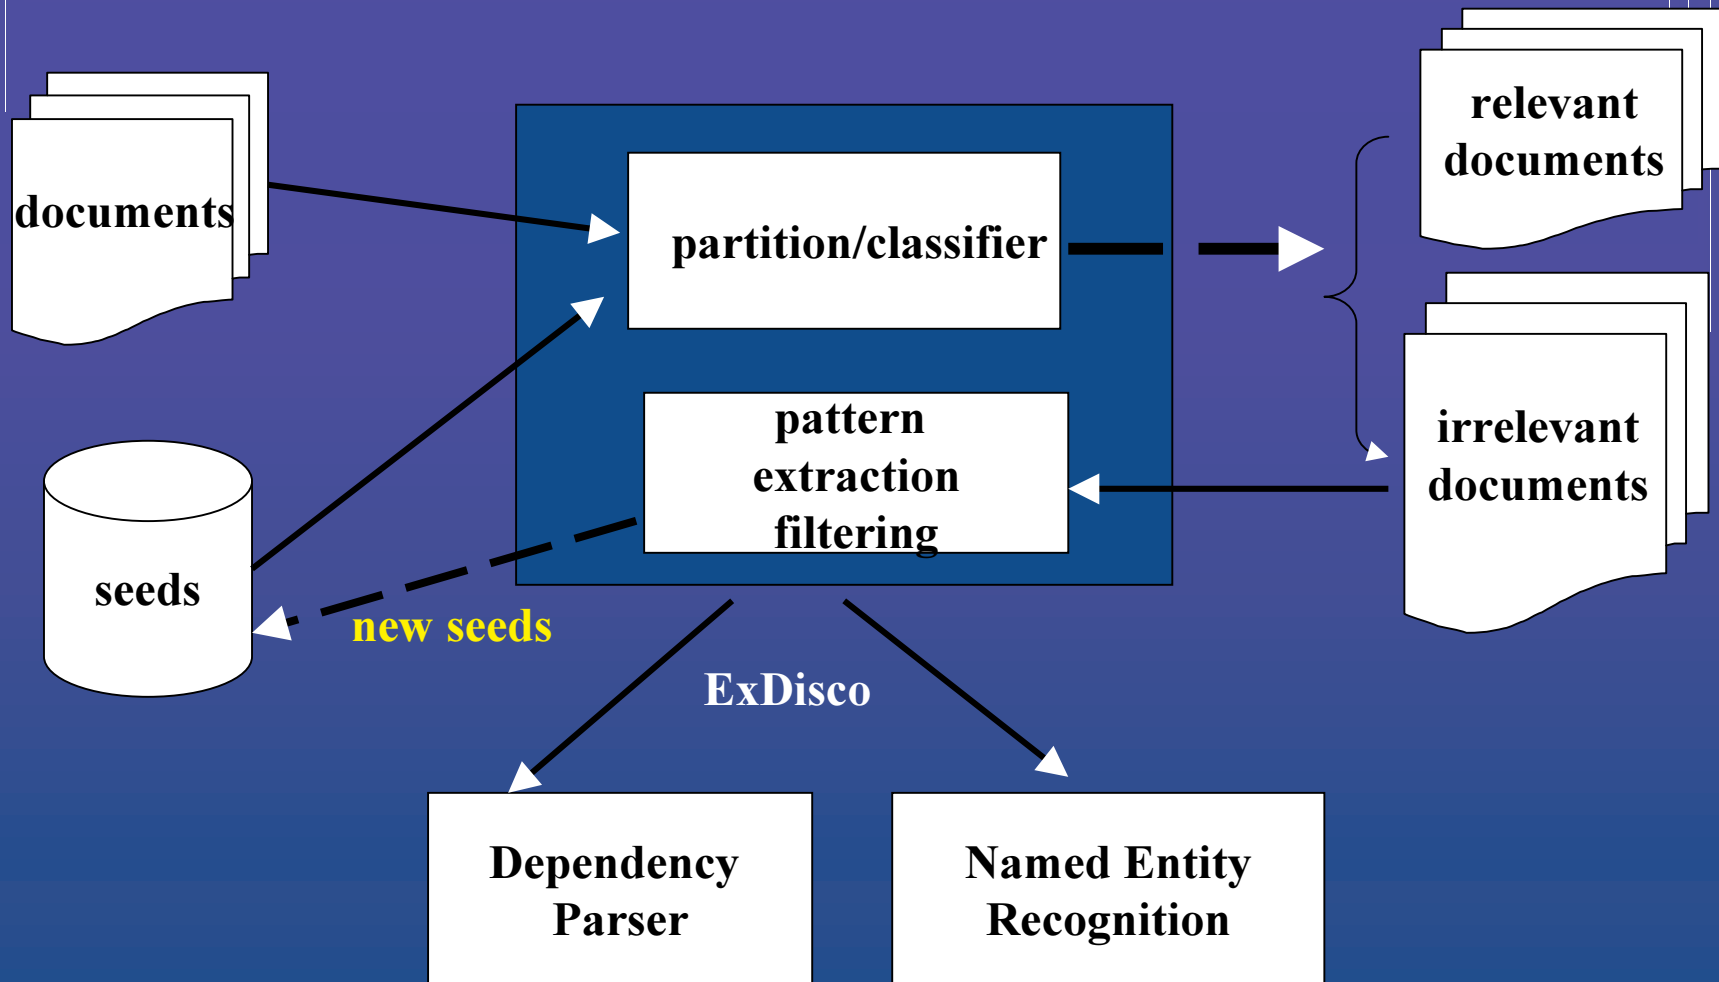 relevant
documents
documents
partition/classifier
pattern
extraction
filtering
irrelevant
documents
seeds
new seeds
ExDisco
Dependency
Parser
Named Entity
Recognition